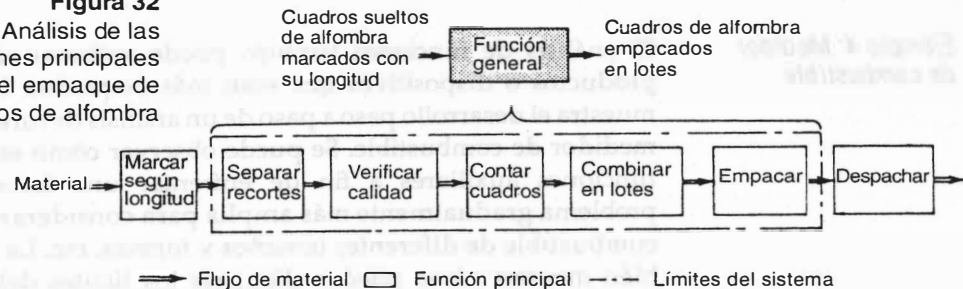 Figura 32
Análisis de las
nes principales
el empaque de
os de alfombra
Cuadros sueltos
de alfombra
marcados con
su longitud
Función
general
Cuadros de alfombra
empacados
en lotes
Material
Marcar
según
longitud
Separar
recortes
Verificar
calidad
Contar
cuadros
Combinar
en lotes
Empacar
Despachar
Flujo de material
Función principal
Límites del sistema